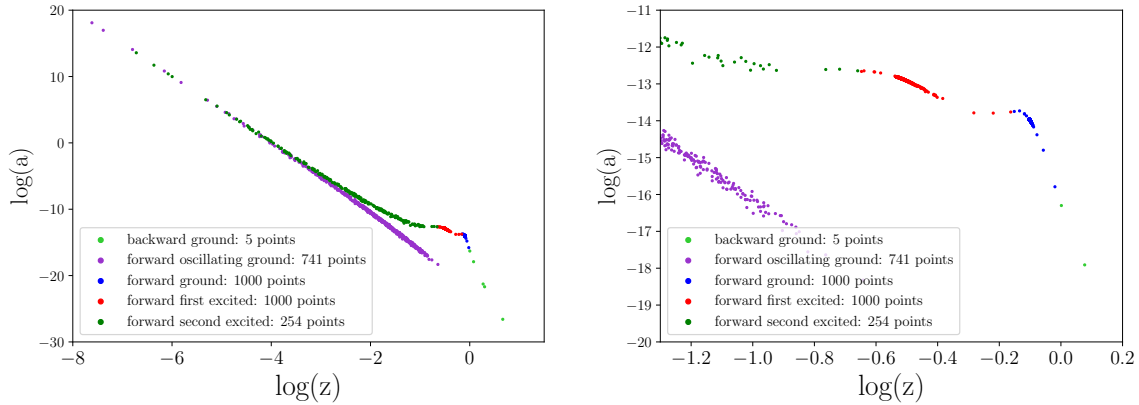 20
10
0
−10
−20
−30
log(a)
backward ground: 5 points
forward oscillating ground: 741 points
forward ground: 1000 points
forward first excited: 1000 points
forward second excited: 254 points
−8
−6
−4
−2
0
log(z)
−11
−12
−13
−14
−15
−16
−17
−18
−19
−20
log(a)
backward ground: 5 points
forward oscillating ground: 741 points
forward ground: 1000 points
forward first excited: 1000 points
forward second excited: 254 points
−1.2
−1.0
−0.8
−0.6
−0.4
−0.2
0.0
0.2
log(z)